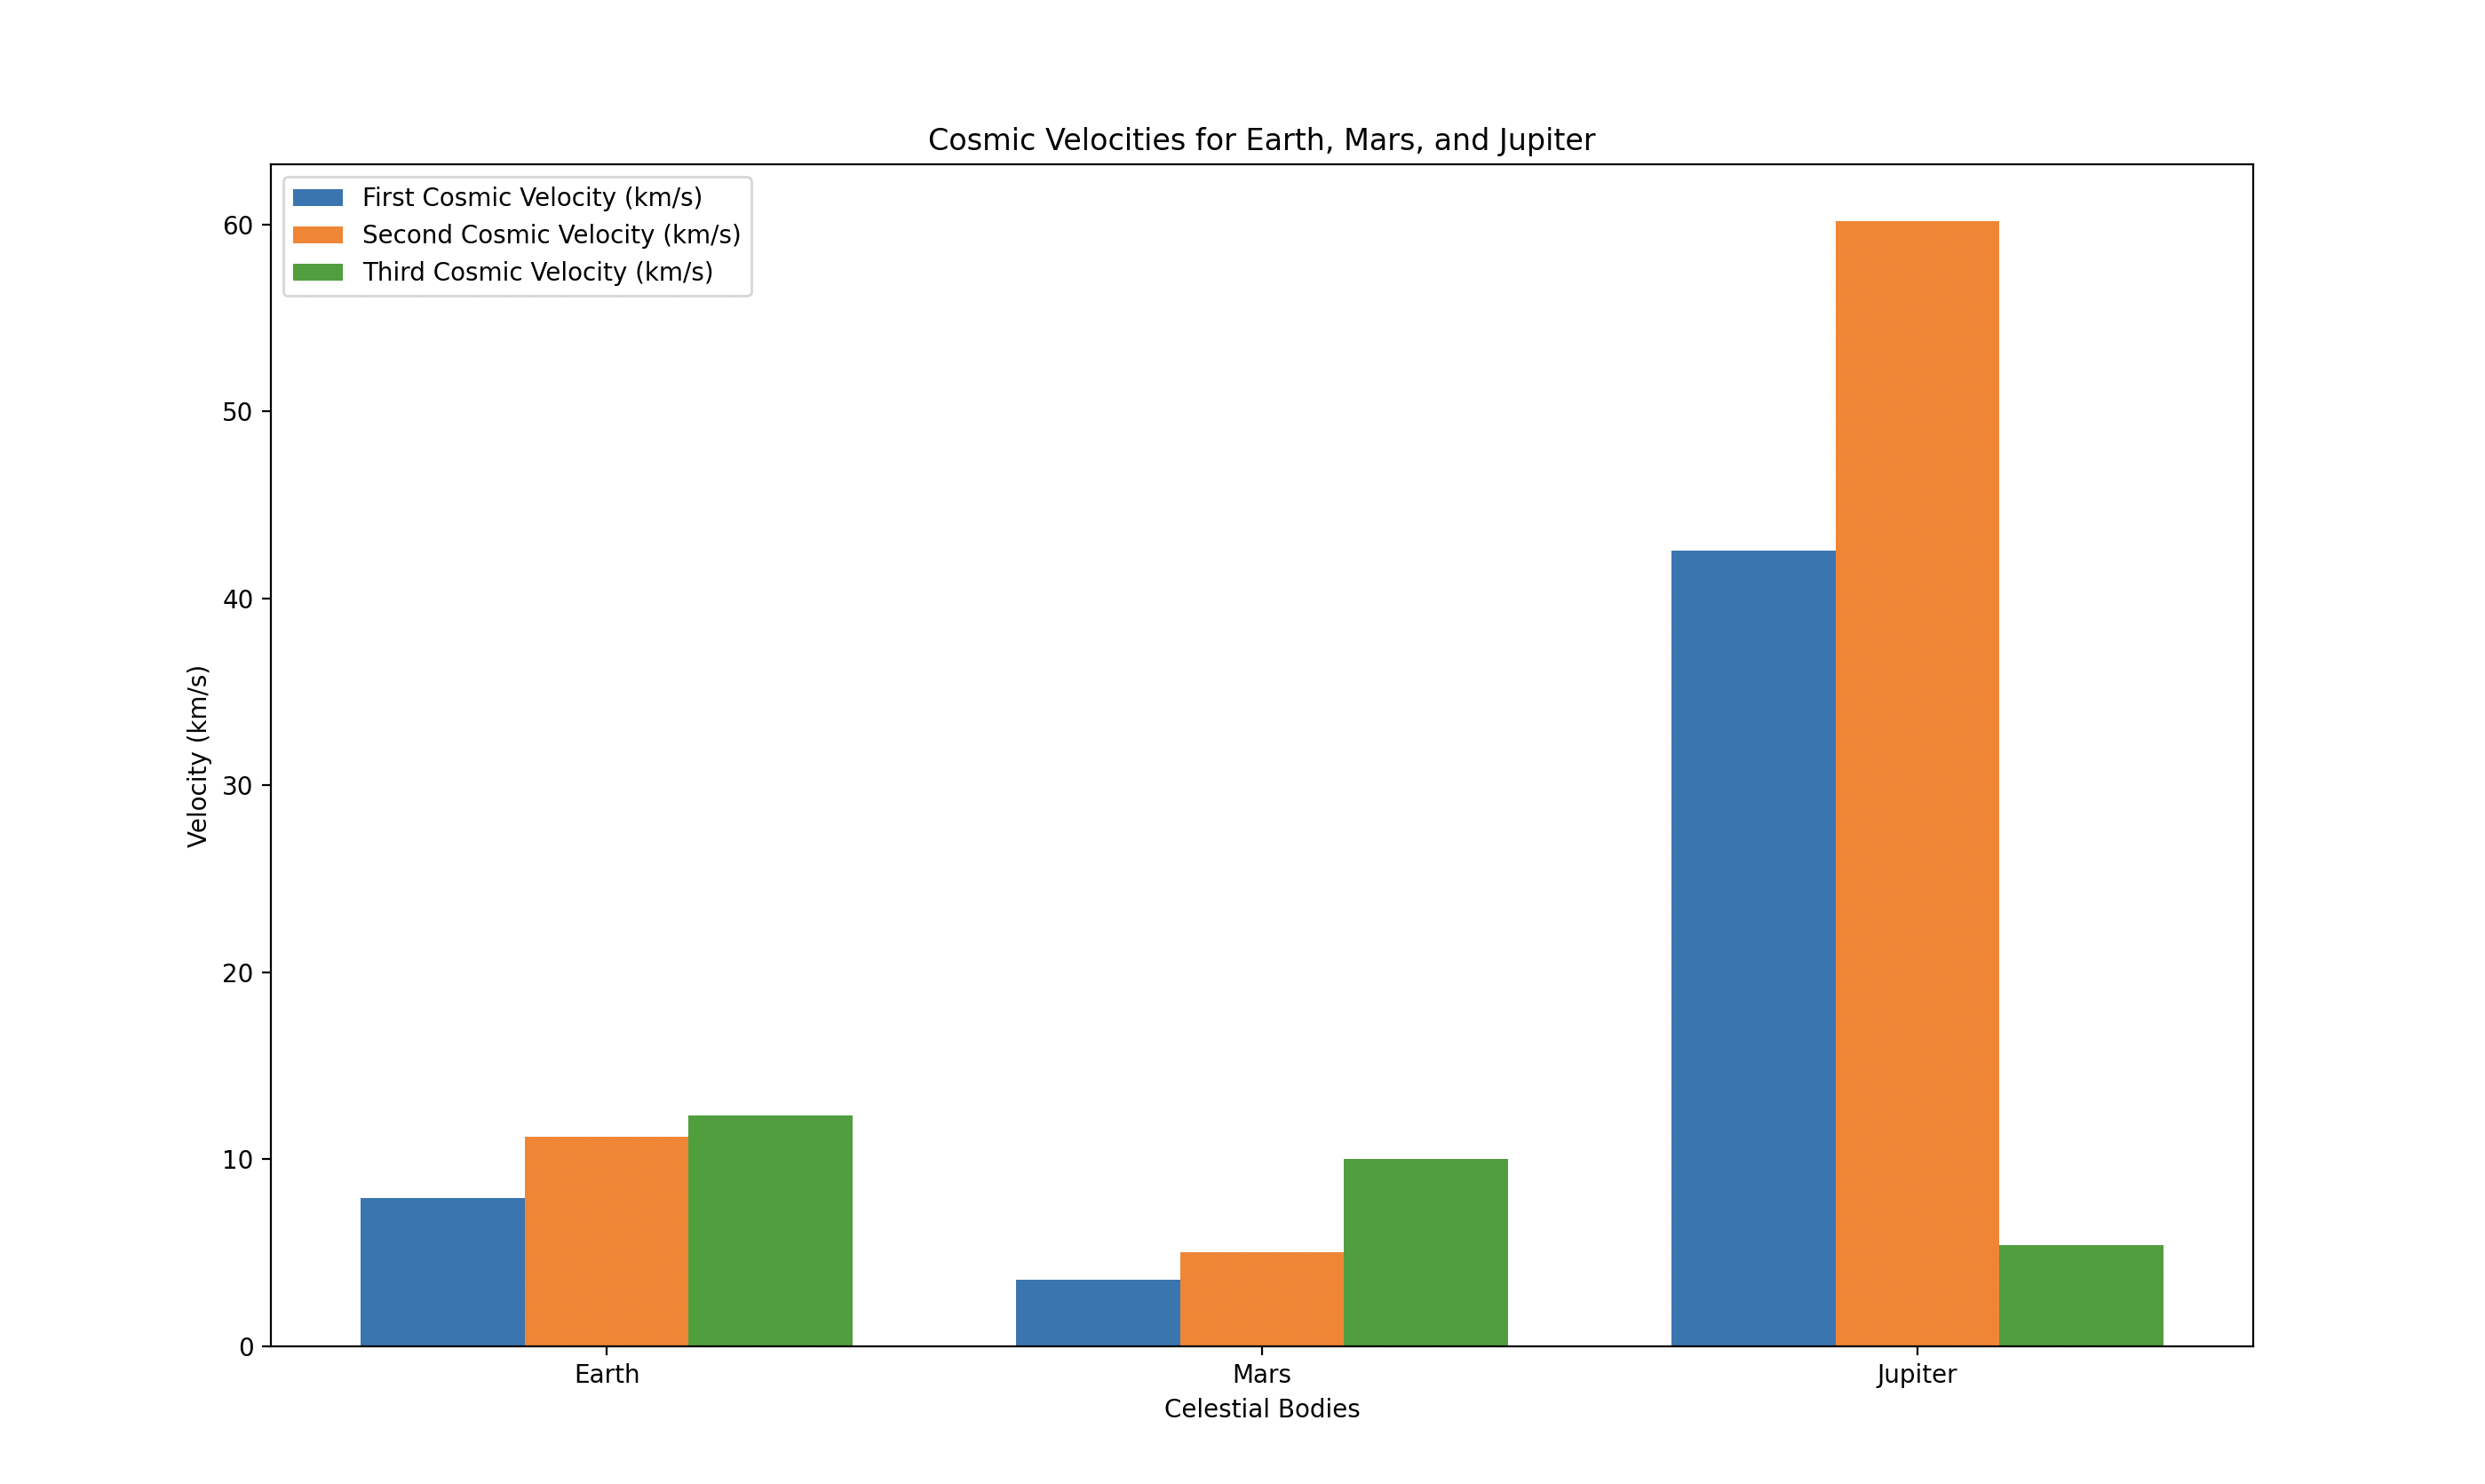 Cosmic Velocities for Earth, Mars, and Jupiter
First Cosmic Velocity (km/s)
Second Cosmic Velocity (km/s)
Third Cosmic Velocity (km/s)
Velocity (km/s)
60
50
40
30
20
10
0
Earth
Mars
Jupiter
Celestial Bodies